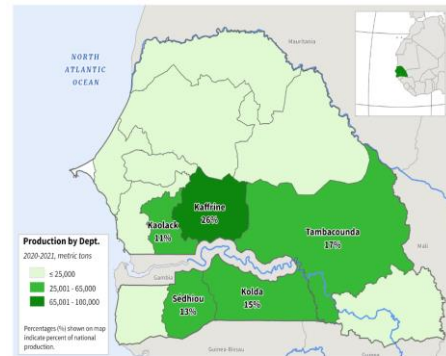 Mauritania
NORTH
ATLANTIC
OCEAN
Kaffrine
26%
Kaolack
11%
Tambacounda
17%
Mali
Production by Dept.
2020-2021, metric tons
≤ 25,000
25,001 - 65,000
65,001 - 100,000
Gambia
Kolda
15%
Sedhiou
13%
Percentages (%) shown on map
indicate percent of national
production.
Guinea-Bissau
Guinea